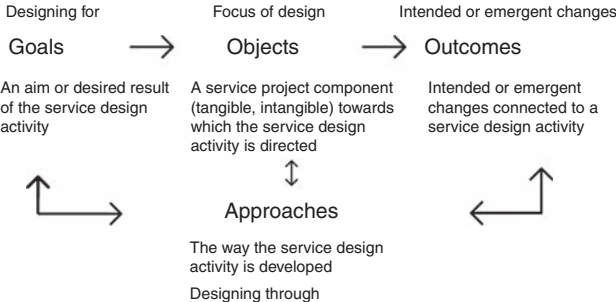 Designing for
Focus of design
Intended or emergent changes
Goals
Objects
Outcomes
An aim or desired result
of the service design
activity
A service project component
(tangible, intangible) towards
which the service design
activity is directed
Intended or emergent
changes connected to a
service design activity
Approaches
The way the service design
activity is developed
Designing through